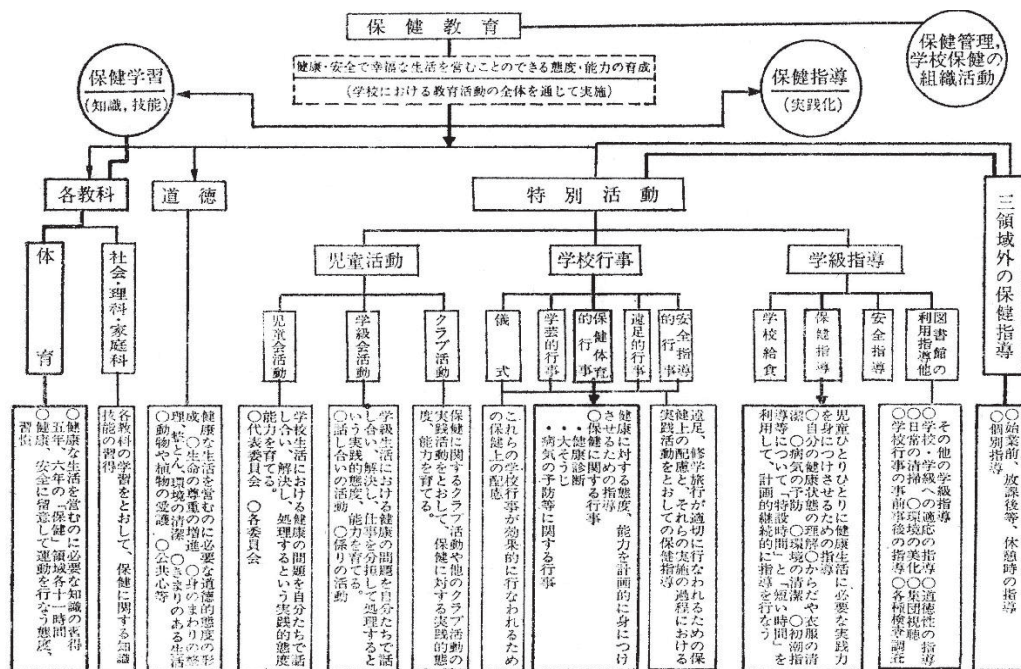 保健教育
健康・安全で幸福な生活を営むことのできる態度・能力の育成
(学校における教育活動の全体を通じて実施)
保健学習
(知識,技能)
保健指導
(実践化)
保健管理,
学校保健の
組織活動
各教科
道徳
特別活動
三領域外の保健指導
体育
社会・理科・家庭科
児童活動
学校行事
学級指導
児童会活動
学級会活動
クラブ活動
儀式
学芸的行事
保健体育
的行事
遠足的行事
安全指導
的行事
学校給食
保健指導
安全指導
図書館の
利用指導他
○健康な生活を営むのに必要な知識の習得
五年、六年の「保健」領域各十一時間
○健康、安全に留意して運動を行なう態度、
習慣
各教科の学習をとおして、保健に関する知識
技能の習得
健康な生活を営むのに必要な道徳的態度の形
成 ○生命の尊重の増進 ○身のまわりの整
理、整とん、環境の清潔 ○きまりのある生活
○動物や植物の愛護 ○公共心等
学校生活における健康の問題を自分たちで話
し合い、解決し、処理するという実践的態度
能力を育てる。
○代表委員会 ○各委員会
学級生活における健康の問題を自分たちで話
し合い、解決し、仕事を分担して処理すると
いう実践的態度、能力を育てる。
○話し合いの活動 ○係りの活動
保健に関するクラブ活動や他のクラブ活動の
実践活動をとおして、保健に対する実践的態
度、能力を育てる。
これらの学校行事が効果的に行なわれるため
の保健上の配慮
健康に対する態度、能力を計画的に身につけ
させるための指導
○保健に関する行事
・健康診断
・大そうじ
・病気の予防等に関する行事
遠足、修学旅行が適切に行なわれるための保
健上の配慮と、それらの実施の過程における
実践活動をとおしての保健指導
児童ひとりひとりに健康生活に必要な実践力
を身につけさせるための指導
○自分の健康状態の理解○からだや衣服の清
潔 ○病気の予防 ○環境の清潔 ○初潮指
導等について「特設時間」と「短い時間」を
利用して、計画的継続的に指導を行なう
その他の学級指導
○学校・学級への適応の指導 ○道徳性の指導
○日常の清掃 ○環境の美化 ○集団視聴
○学校行事の事前事後の指導 ○各種検査調査
○始業前、放課後等、休憩時の指導
○個別指導